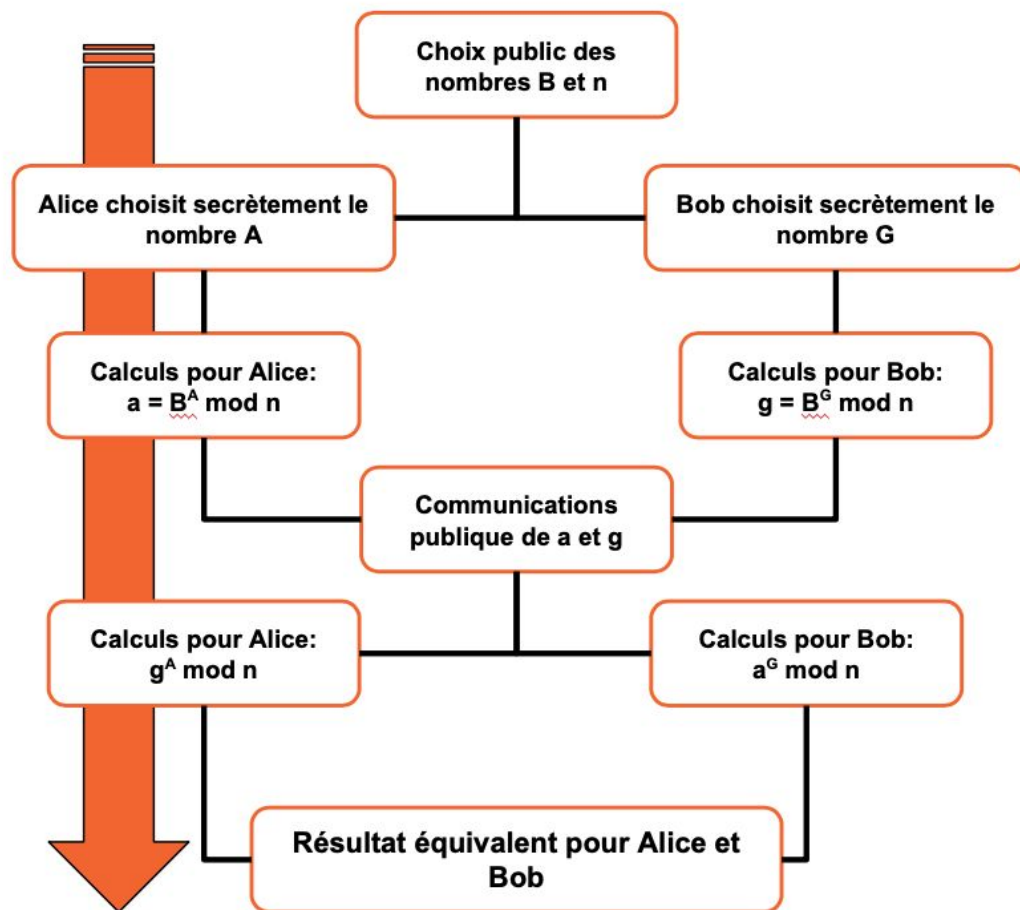 Choix public des
nombres B et n
Alice choisit secrètement le
nombre A
Bob choisit secrètement le
nombre G
Calculs pour Alice:
a = B^A mod n
Calculs pour Bob:
g = B^G mod n
Communications
publique de a et g
Calculs pour Alice:
g^A mod n
Calculs pour Bob:
a^G mod n
Résultat équivalent pour Alice et
Bob